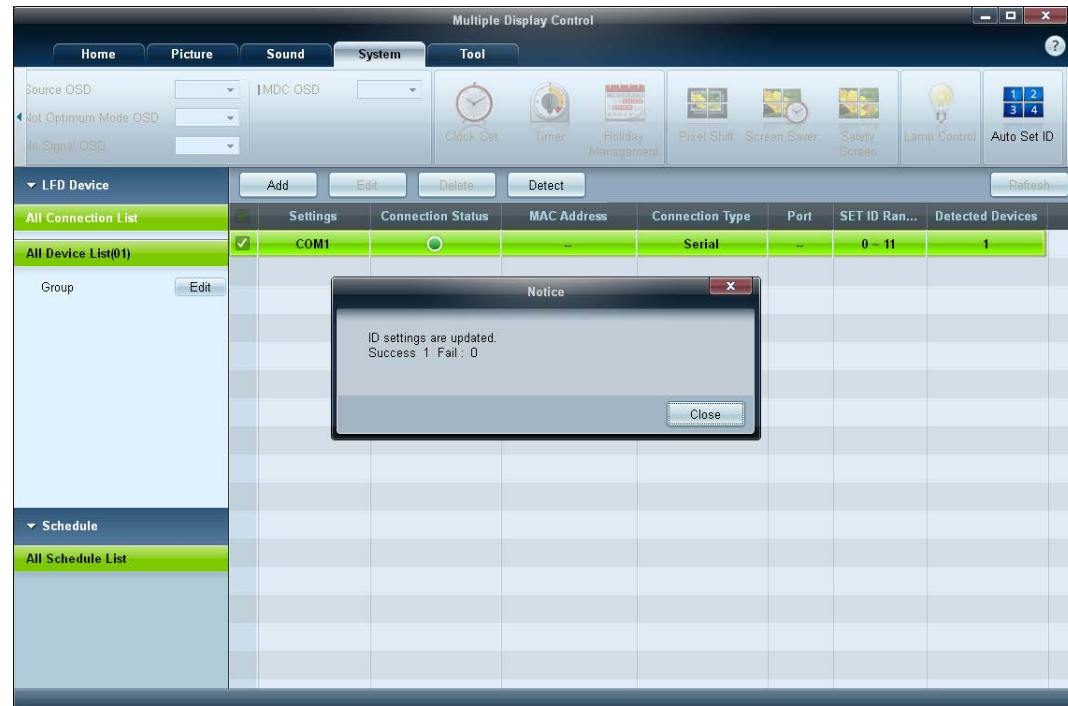 Multiple Display Control
Home Picture Sound System Tool
Source OSD MDC OSD
Not Optimum Mode OSD
No Signal OSD
Clock Set Timer Holiday Management Pixel Shift Screen Saver Safety Screen Lamp Control
1 2
3 4
Auto Set ID
LFD Device
Add Edit Delete Detect Refresh
All Connection List
Settings Connection Status MAC Address Connection Type Port SET ID Ran... Detected Devices
COM1 -- Serial -- 0 ~ 11 1
All Device List(01)
Group Edit
Notice
ID settings are updated.
Success 1 Fail : 0
Close
Schedule
All Schedule List